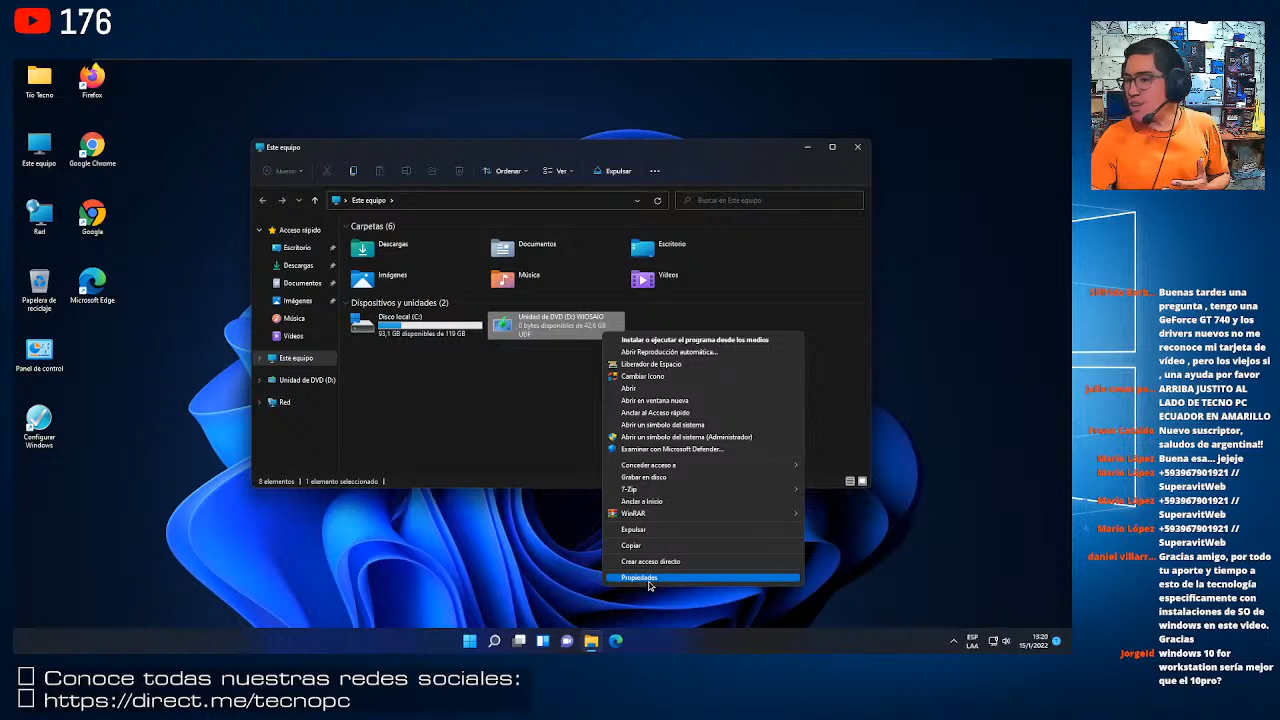 176
Tío Tecno
Firefox
Este equipo
Google Chrome
Red
Google
Papelera de
reciclaje
Microsoft Edge
Panel de control
Configurar
Windows
Este equipo
Nuevo
Ordenar
Ver
Expulsar
Este equipo
Buscar en Este equipo
Acceso rápido
Escritorio
Descargas
Documentos
Imágenes
Música
Vídeos
Este equipo
Unidad de DVD (D:)
Red
Carpetas (6)
Descargas
Documentos
Escritorio
Imágenes
Música
Vídeos
Dispositivos y unidades (2)
Disco local (C:)
93,1 GB disponibles de 119 GB
Unidad de DVD (D:) WiOSAIO
0 bytes disponibles de 42,6 GB
UDF
8 elementos
1 elemento seleccionado
Instalar o ejecutar el programa desde los medios
Abrir Reproducción automática...
Liberador de Espacio
Cambiar Icono
Abrir
Abrir en ventana nueva
Anclar al Acceso rápido
Abrir un símbolo del sistema
Abrir un símbolo del sistema (Administrador)
Examinar con Microsoft Defender...
Conceder acceso a
Grabar en disco
7-Zip
Anclar a Inicio
WinRAR
Expulsar
Copiar
Crear acceso directo
Propiedades
ESP
LAA
13:20
15/1/2022
Buenas tardes una
pregunta , tengo una
GeForce GT 740 y los
drivers nuevos no me
reconoce mi tarjeta de
vídeo , pero los viejos si
, una ayuda por favor
ARRIBA JUSTITO AL
LADO DE TECNO PC
ECUADOR EN AMARILLO
Nuevo suscriptor,
saludos de argentina!!
Mario López Buena esa... jejeje
Mario López +593967901921 //
SuperavitWeb
Mario López +593967901921 //
SuperavitWeb
Mario López +593967901921 //
SuperavitWeb
daniel villarr... Gracias amigo, por todo
tu aporte y tiempo a
esto de la tecnología
específicamente con
instalaciones de SO de
windows en este video.
Gracias
Jorgeid windows 10 for
workstation sería mejor
que el 10pro?
Conoce todas nuestras redes sociales:
https://direct.me/tecnopc